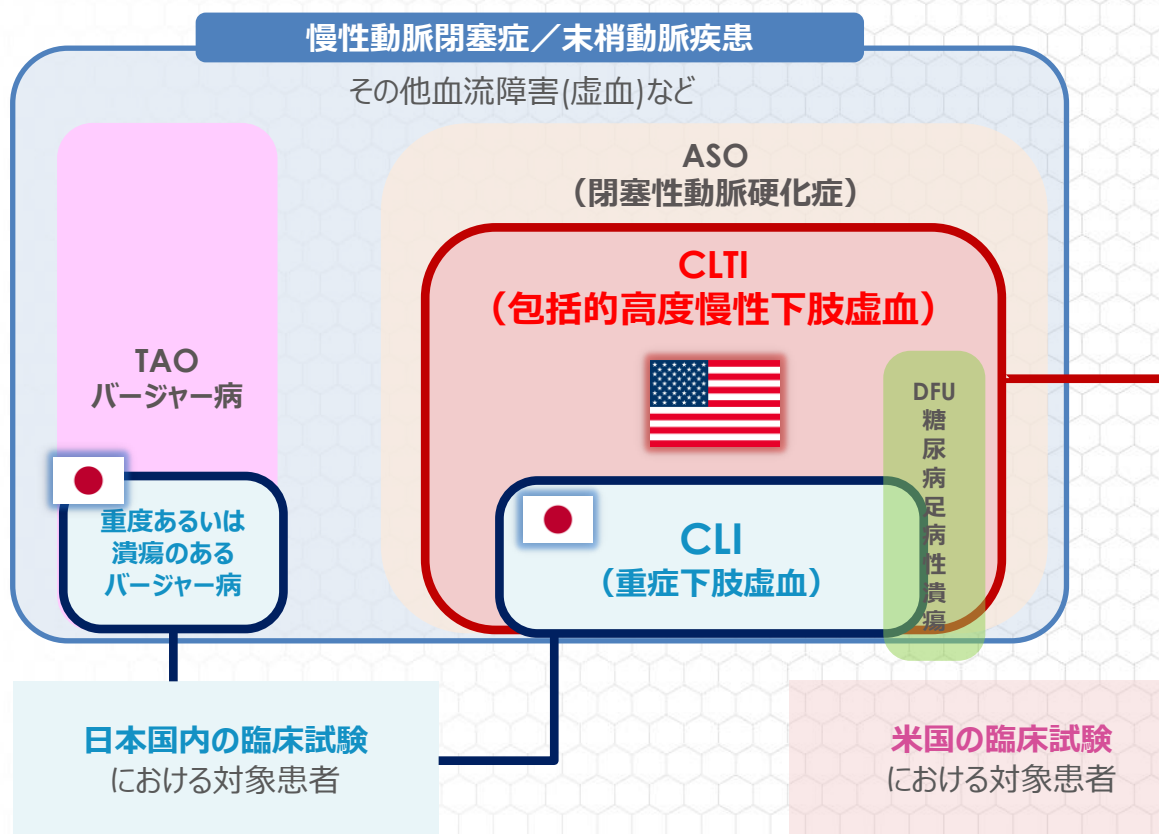 慢性動脈閉塞症／末梢動脈疾患
その他血流障害(虚血)など
ASO
（閉塞性動脈硬化症）
CLTI
（包括的高度慢性下肢虚血）
TAO
バージャー病
DFU
糖
尿
病
足
病
性
潰
瘍
重度あるいは
潰瘍のある
バージャー病
CLI
（重症下肢虚血）
日本国内の臨床試験
における対象患者
米国の臨床試験
における対象患者